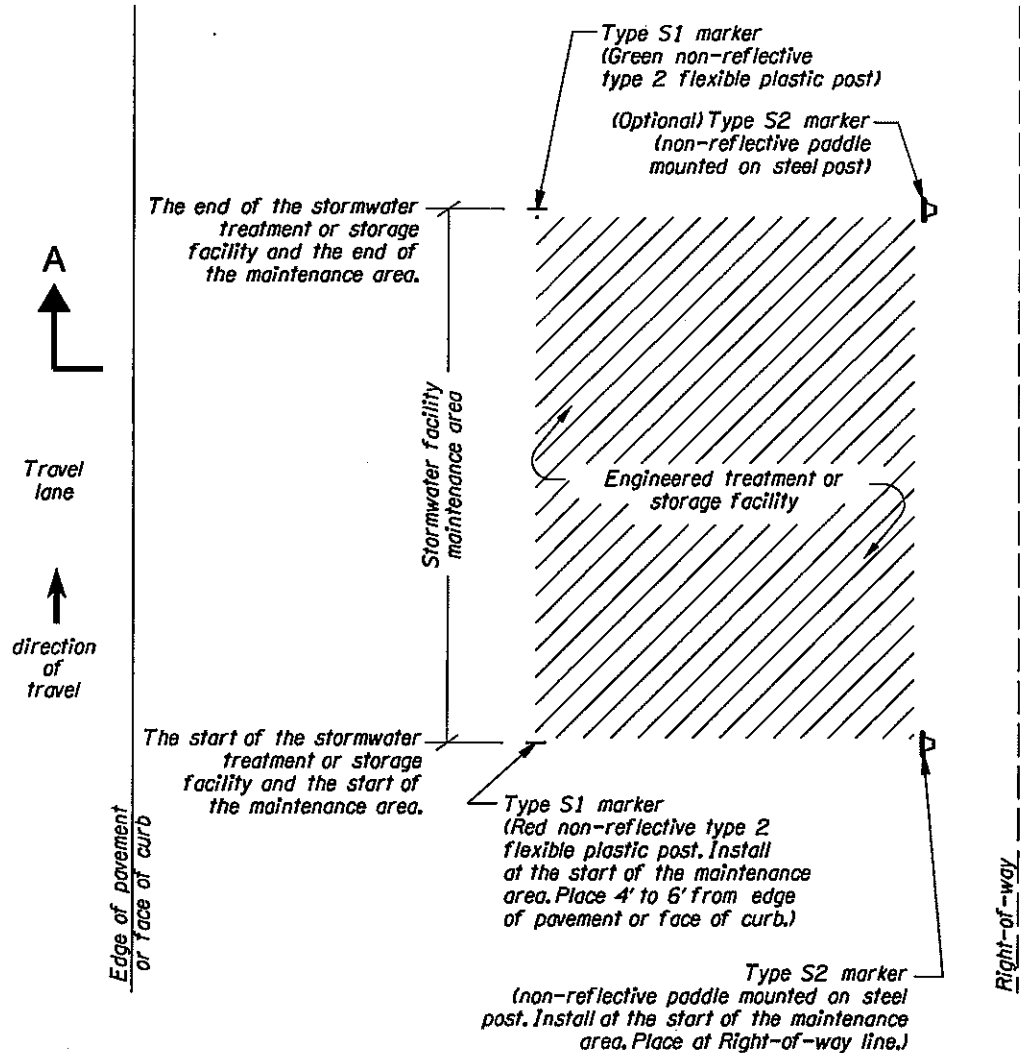 Type S1 marker
(Green non-reflective
type 2 flexible plastic post)
(Optional) Type S2 marker
(non-reflective paddle
mounted on steel post)
The end of the stormwater
treatment or storage
facility and the end of
the maintenance area.
A
Stormwater facility
maintenance area
Travel
lane
Engineered treatment or
storage facility
direction
of
travel
The start of the stormwater
treatment or storage
facility and the start of
the maintenance area.
Type S1 marker
(Red non-reflective type 2
flexible plastic post. Install
at the start of the maintenance
area. Place 4' to 6' from edge
of pavement or face of curb.)
Edge of pavement
or face of curb
Right-of-way
Type S2 marker
(non-reflective paddle mounted on steel
post. Install at the start of the maintenance
area. Place at Right-of-way line.)